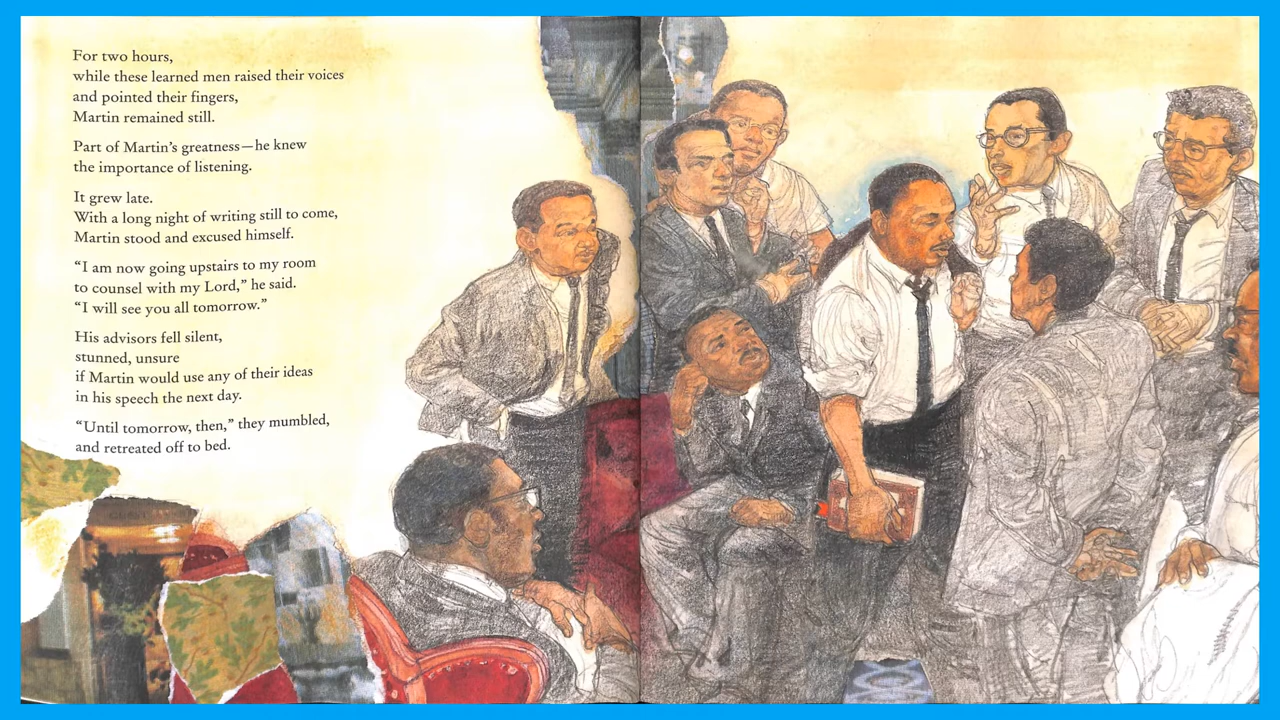 For two hours,
while these learned men raised their voices
and pointed their fingers,
Martin remained still.
Part of Martin’s greatness—he knew
the importance of listening.
It grew late.
With a long night of writing still to come,
Martin stood and excused himself.
“I am now going upstairs to my room
to counsel with my Lord,” he said.
“I will see you all tomorrow.”
His advisors fell silent,
stunned, unsure
if Martin would use any of their ideas
in his speech the next day.
“Until tomorrow, then,” they mumbled,
and retreated off to bed.